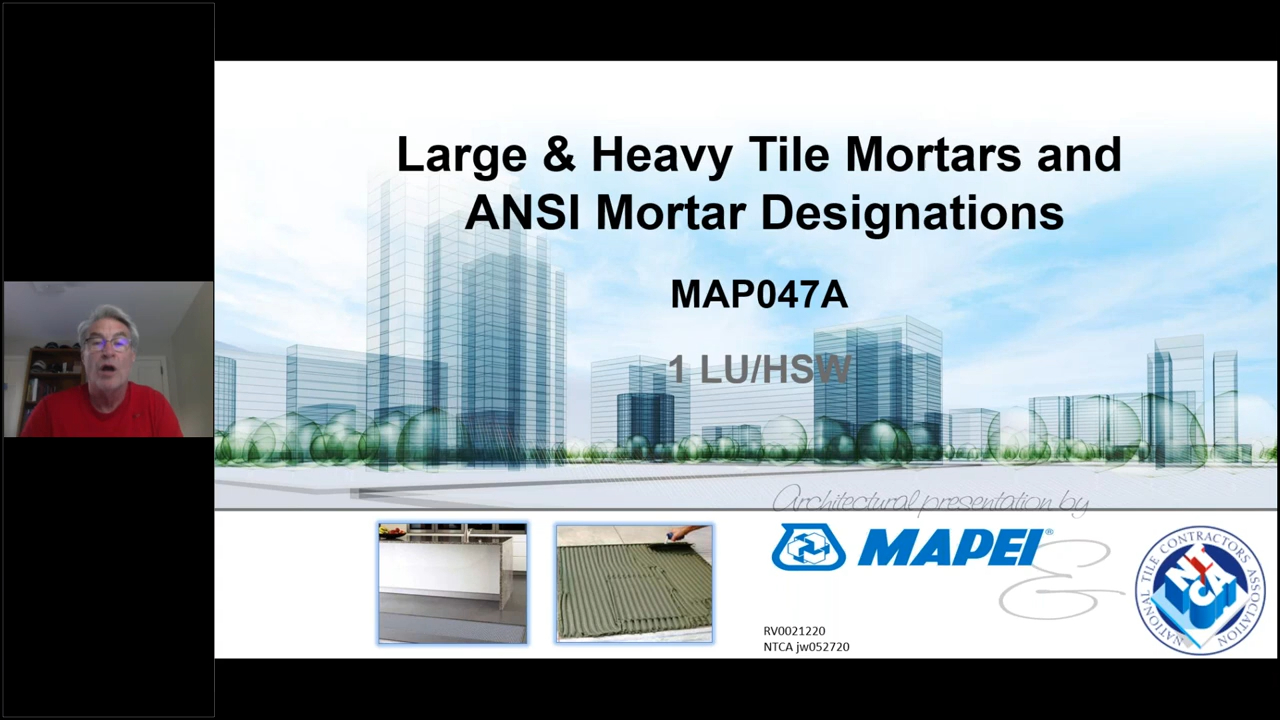 Large & Heavy Tile Mortars and
ANSI Mortar Designations
MAP047A
1 LU/HSW
Architectural presentation by
MAPEI®
&
RV0021220
NTCA jw052720
NATIONAL TILE CONTRACTORS ASSOCIATION
NTCA